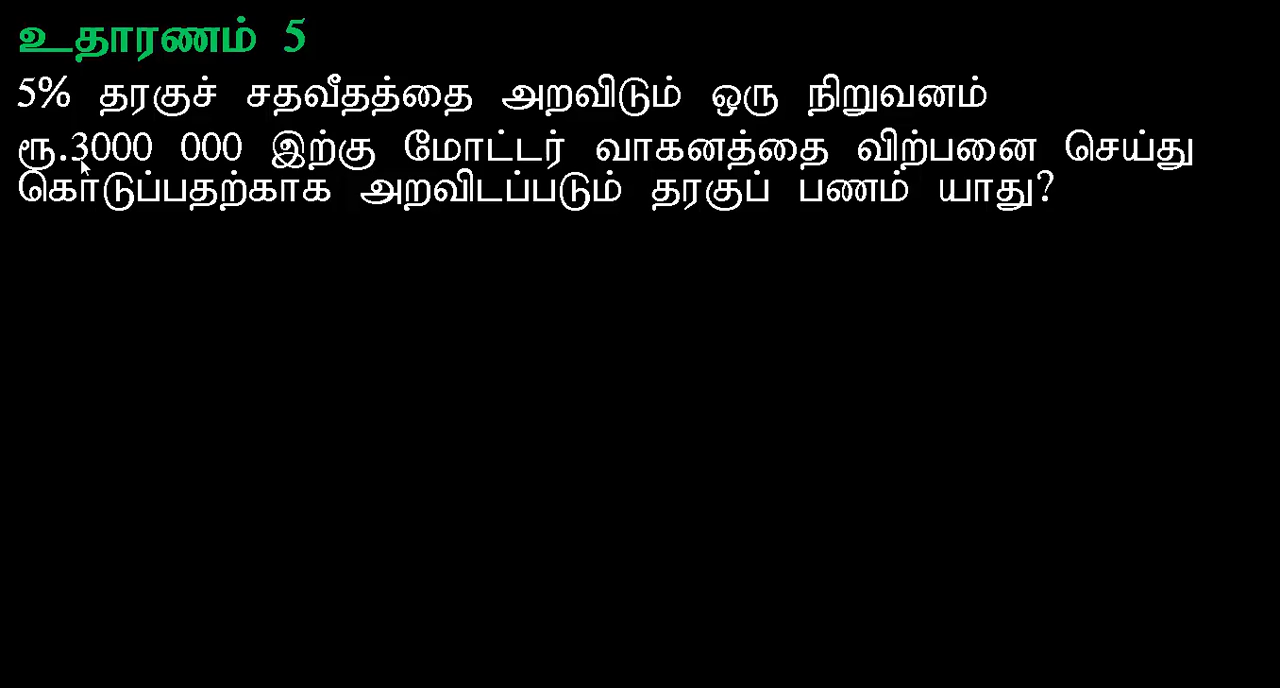 உதாரணம் 5
5% தரகுச் சதவீதத்தை அறவிடும் ஒரு நிறுவனம்
ரூ.3000 000 இற்கு மோட்டர் வாகனத்தை விற்பனை செய்து
கொடுப்பதற்காக அறவிடப்படும் தரகுப் பணம் யாது?